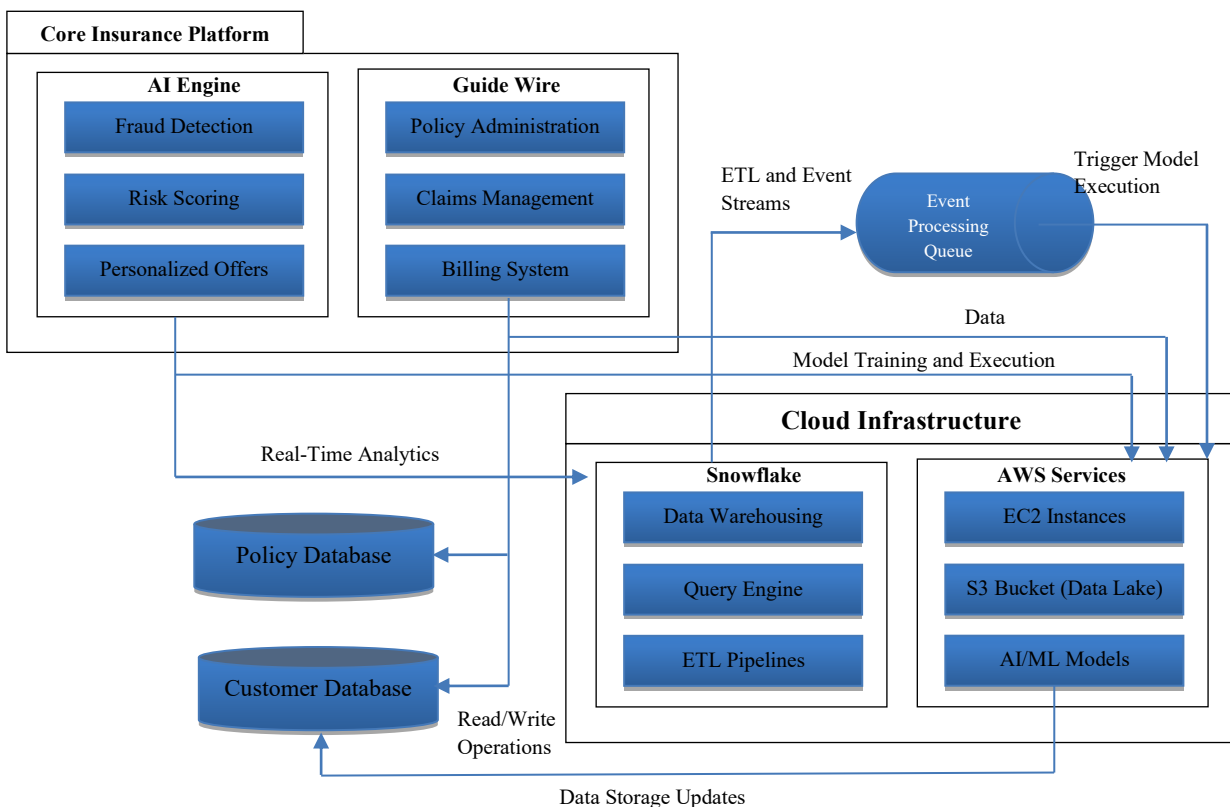 Core Insurance Platform
AI Engine
Fraud Detection
Risk Scoring
Personalized Offers
Guide Wire
Policy Administration
Claims Management
Billing System
ETL and Event
Streams
Event
Processing
Queue
Trigger Model
Execution
Data
Model Training and Execution
Cloud Infrastructure
Real-Time Analytics
Snowflake
Data Warehousing
Query Engine
ETL Pipelines
AWS Services
EC2 Instances
S3 Bucket (Data Lake)
AI/ML Models
Policy Database
Customer Database
Read/Write
Operations
Data Storage Updates